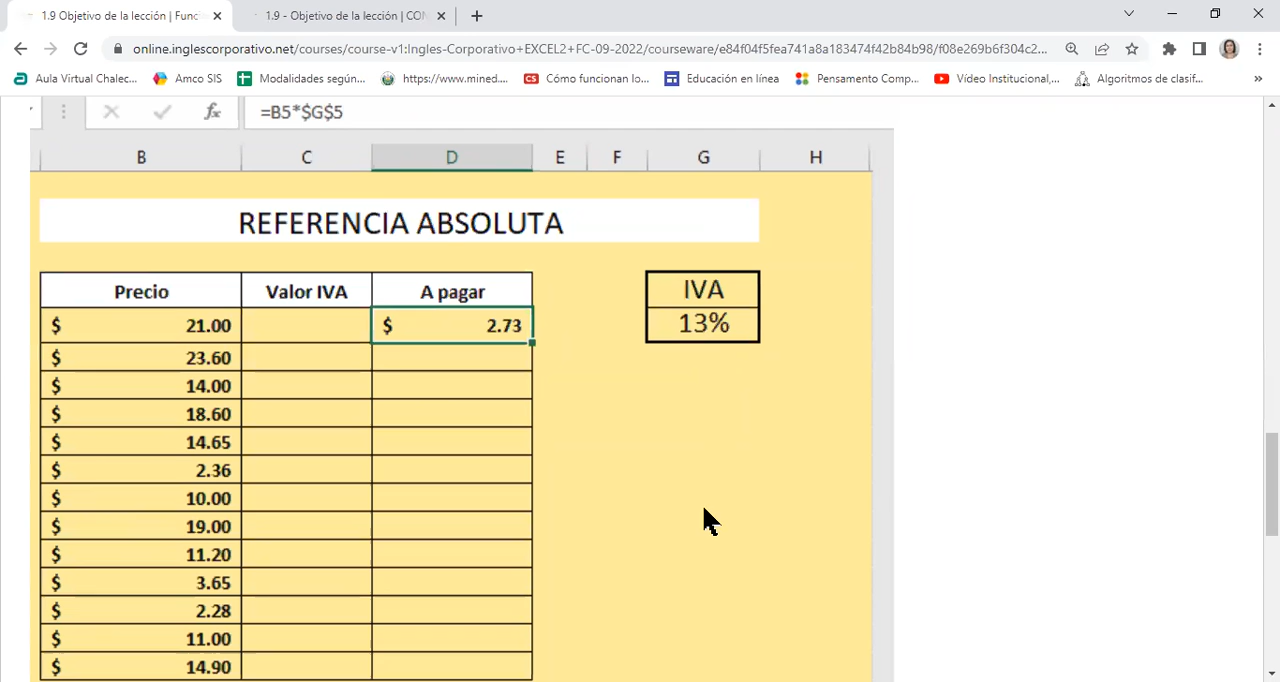 1.9 Objetivo de la lección | Func
1.9 - Objetivo de la lección | CON
online.inglescorporativo.net/courses/course-v1:Ingles-Corporativo+EXCEL2+FC-09-2022/courseware/e84f04f5fea741a8a183474f42b84b98/f08e269b6f304c2...
Aula Virtual Chalec...
Amco SIS
Modalidades según...
https://www.mined....
CS Cómo funcionan lo...
Educación en línea
Pensamento Comp...
Vídeo Institucional,...
Algoritmos de clasif...
»
fx =B5*$G$5
B C D E F G H
REFERENCIA ABSOLUTA
Precio Valor IVA A pagar IVA
$ 21.00 $ 2.73 13%
$ 23.60
$ 14.00
$ 18.60
$ 14.65
$ 2.36
$ 10.00
$ 19.00
$ 11.20
$ 3.65
$ 2.28
$ 11.00
$ 14.90